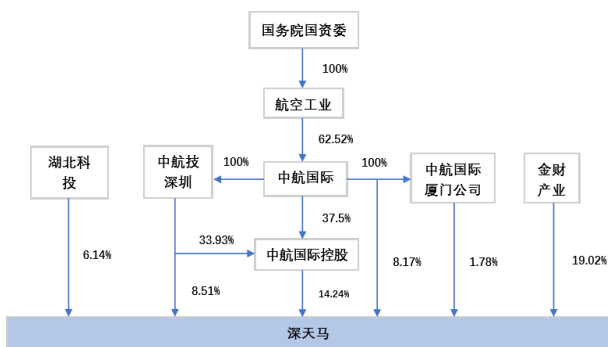 国务院国资委
100%
航空工业
62.52%
湖北科
投
中航技
深圳
100%
中航国际
100%
中航国际
厦门公司
金财
产业
37.5%
33.93%
中航国际控股
6.14%
8.51%
14.24%
8.17%
1.78%
19.02%
深天马